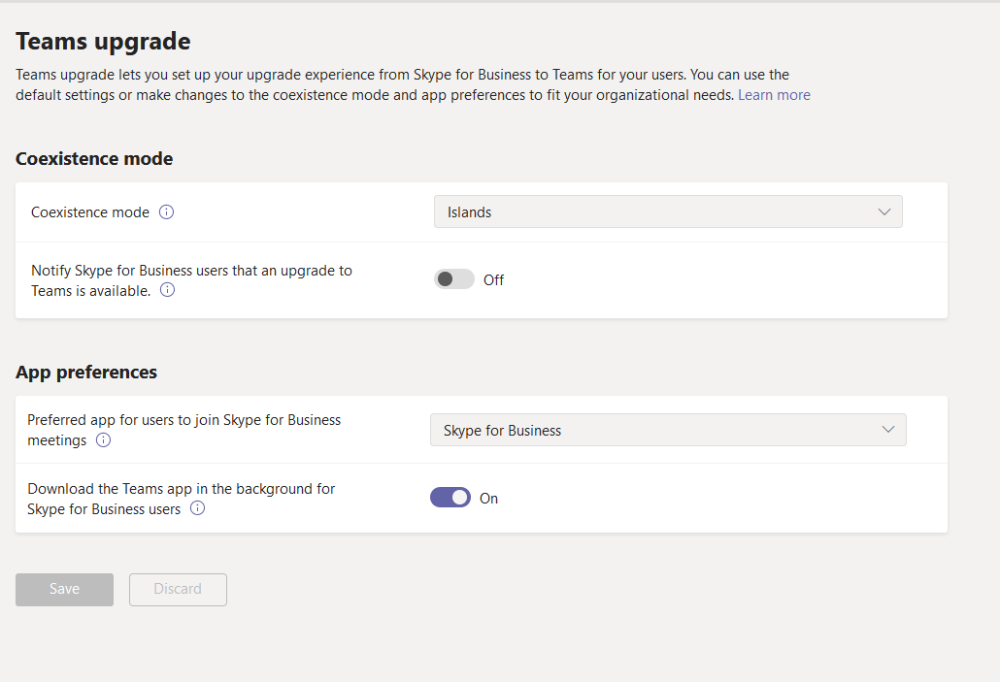 Teams upgrade
Teams upgrade lets you set up your upgrade experience from Skype for Business to Teams for your users. You can use the
default settings or make changes to the coexistence mode and app preferences to fit your organizational needs. Learn more
Coexistence mode
Coexistence mode
Islands
Notify Skype for Business users that an upgrade to
Teams is available.
Off
App preferences
Preferred app for users to join Skype for Business
meetings
Skype for Business
Download the Teams app in the background for
Skype for Business users
On
Save
Discard